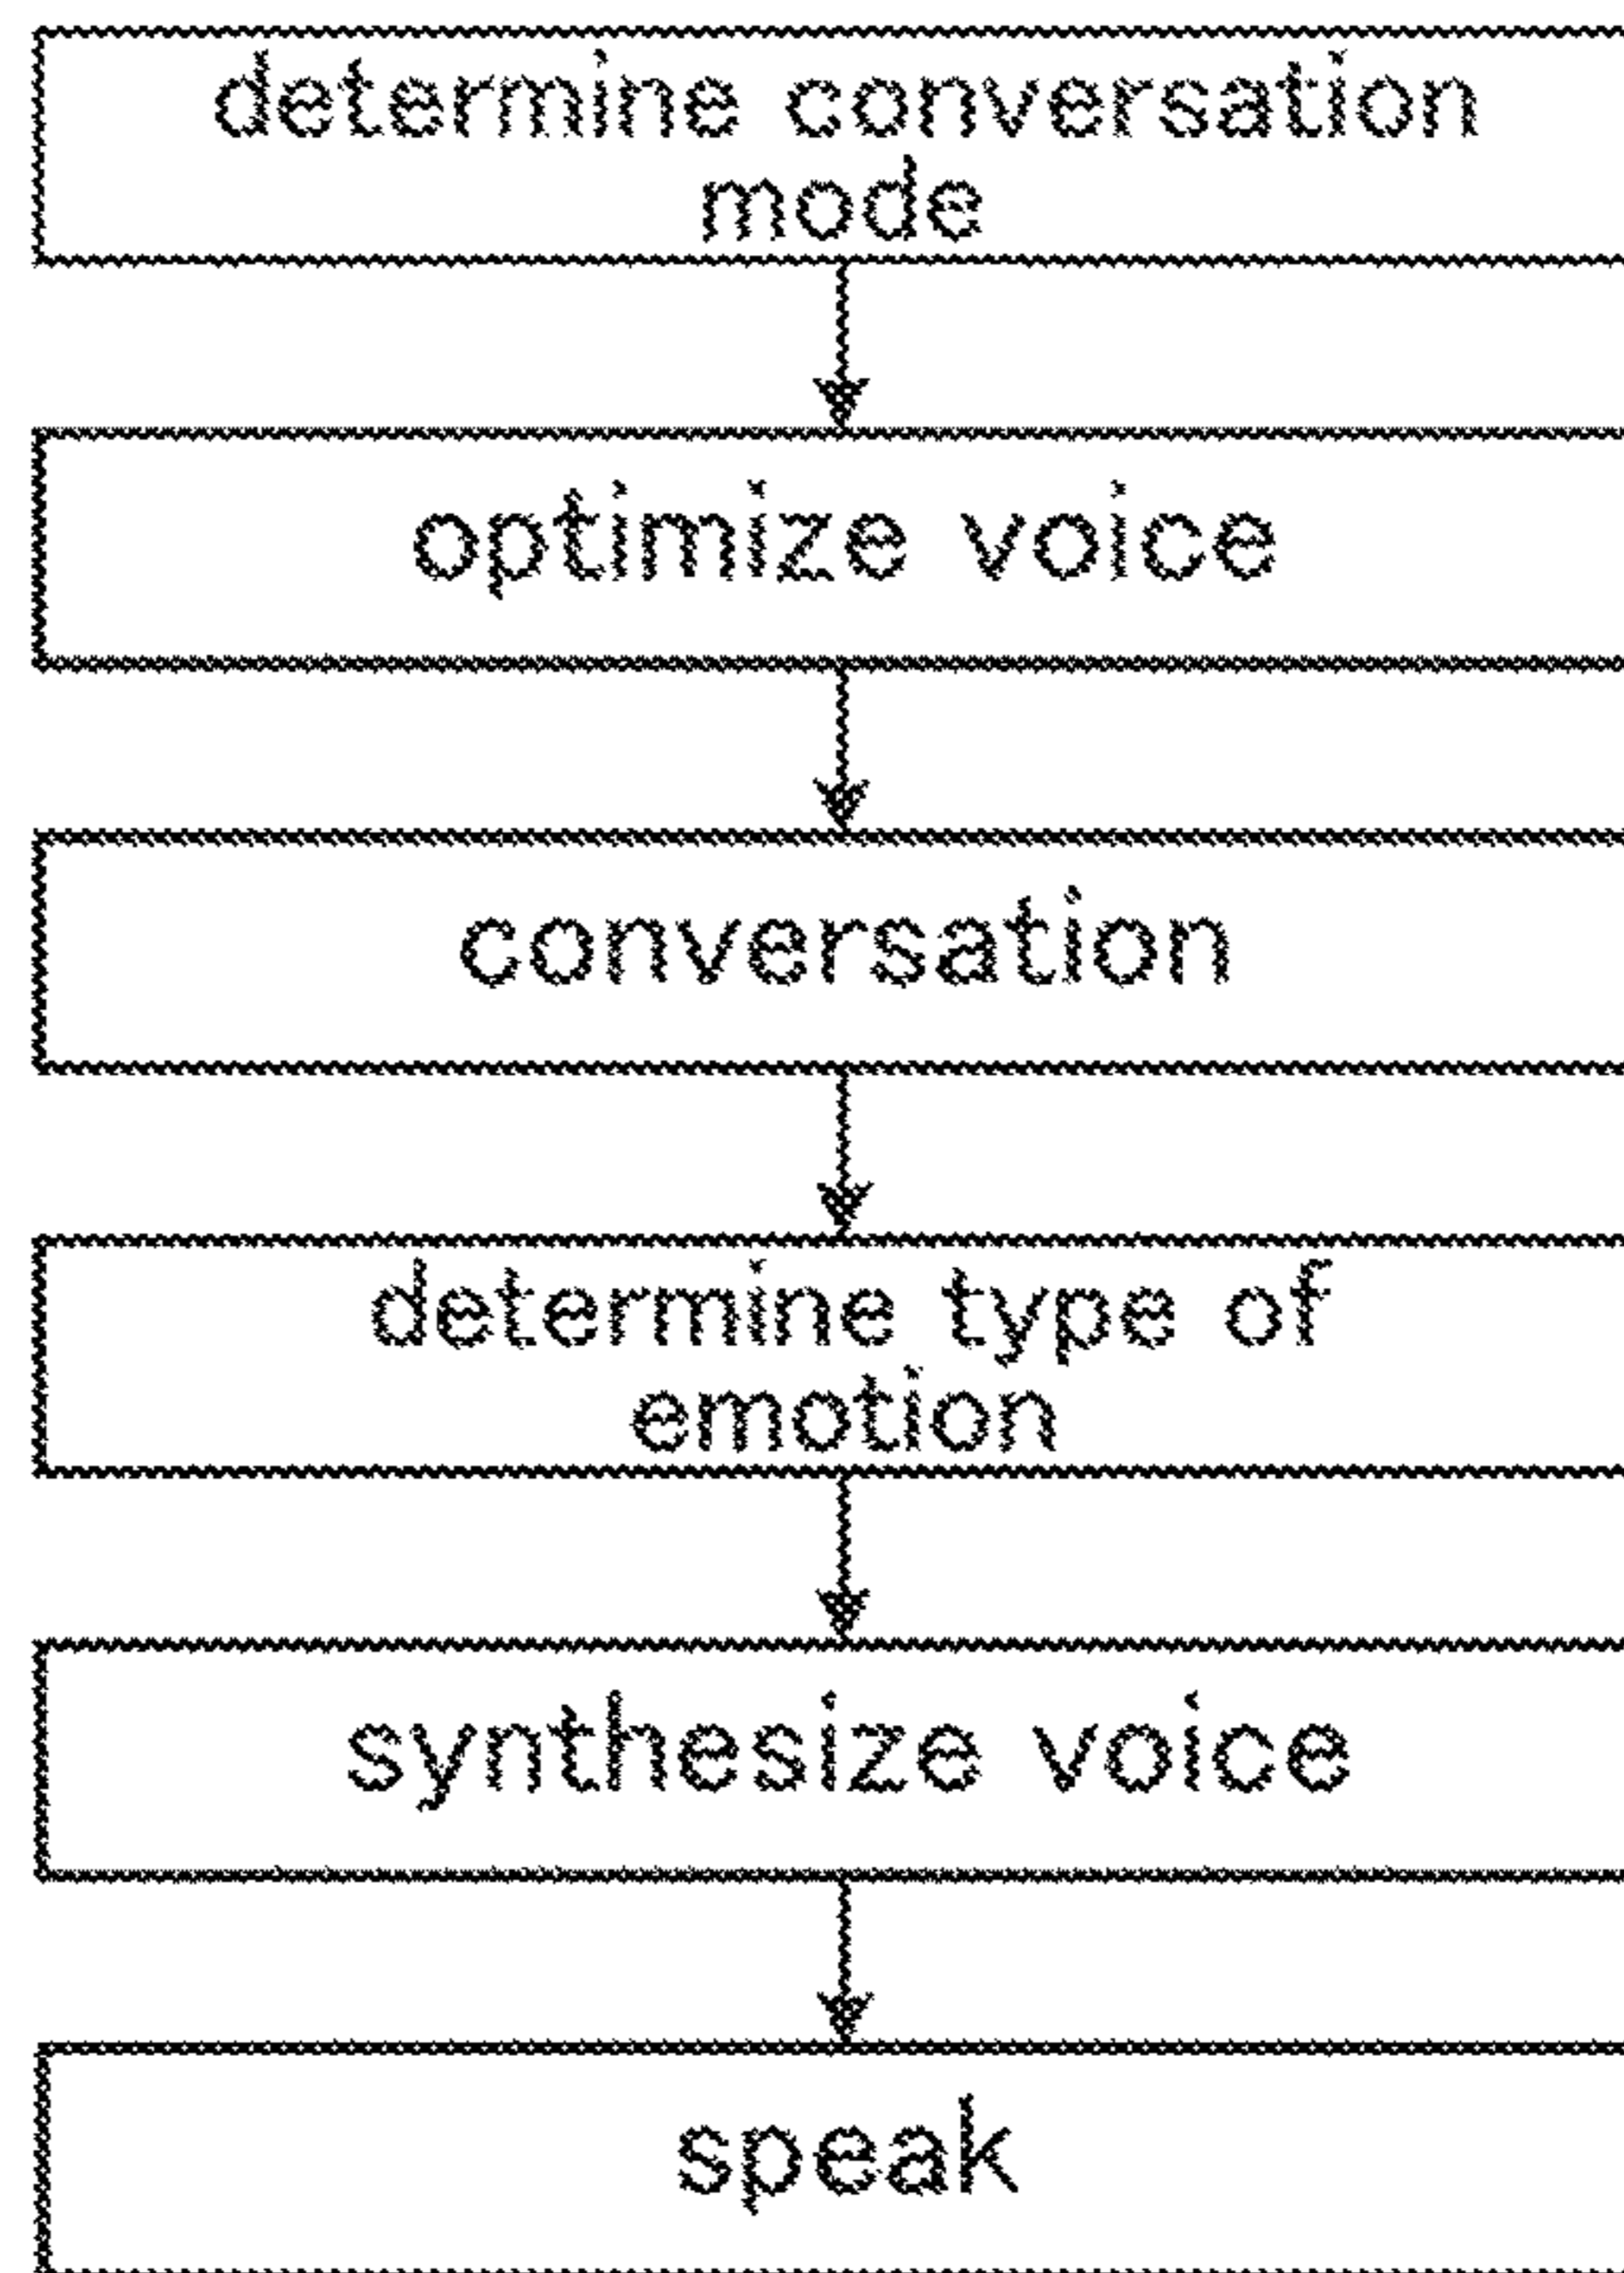 determine conversation
mode
optimize voice
conversation
determine type of
emotion
synthesize voice
speak